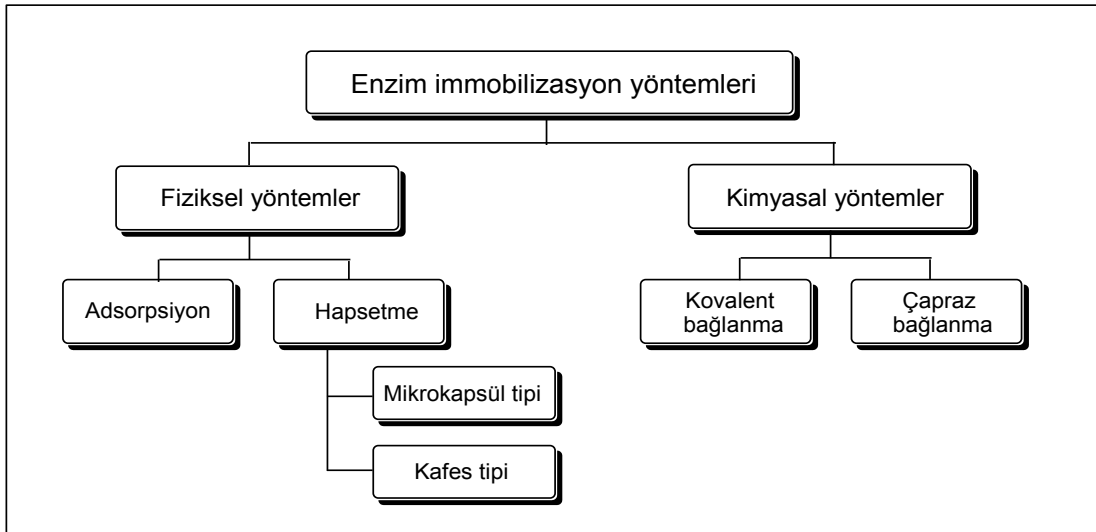 Enzim immobilizasyon yöntemleri
Fiziksel yöntemler
Kimyasal yöntemler
Adsorpsiyon
Hapsetme
Kovalent
bağlanma
Çapraz
bağlanma
Mikrokapsül tipi
Kafes tipi